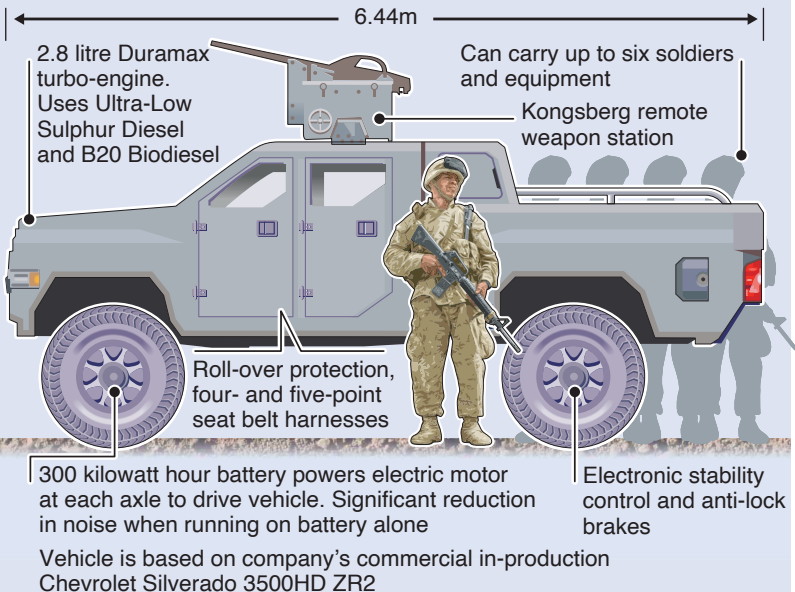 6.44m
2.8 litre Duramax
turbo-engine.
Uses Ultra-Low
Sulphur Diesel
and B20 Biodiesel
Can carry up to six soldiers
and equipment
Kongsberg remote
weapon station
Roll-over protection,
four- and five-point
seat belt harnesses
300 kilowatt hour battery powers electric motor
at each axle to drive vehicle. Significant reduction
in noise when running on battery alone
Electronic stability
control and anti-lock
brakes
Vehicle is based on company’s commercial in-production
Chevrolet Silverado 3500HD ZR2